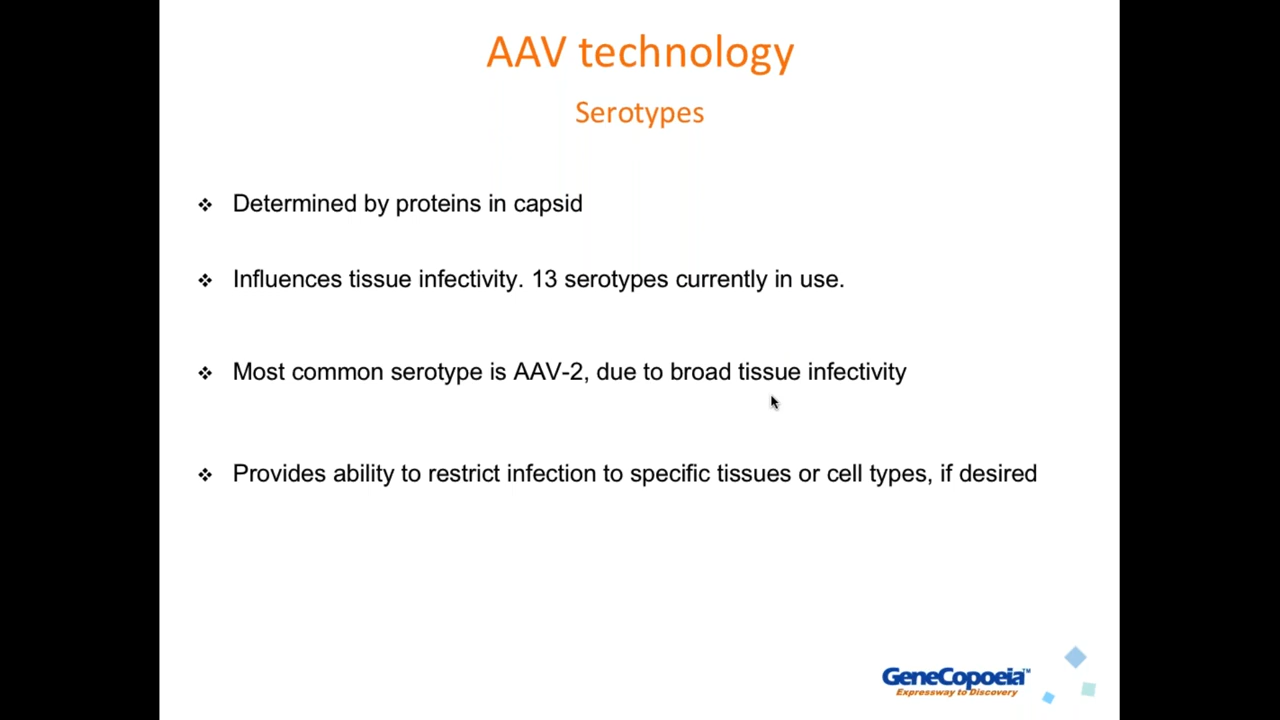 AAV technology
Serotypes
❖ Determined by proteins in capsid
❖ Influences tissue infectivity. 13 serotypes currently in use.
❖ Most common serotype is AAV-2, due to broad tissue infectivity
❖ Provides ability to restrict infection to specific tissues or cell types, if desired
GeneCopoeia™
Expressway to Discovery